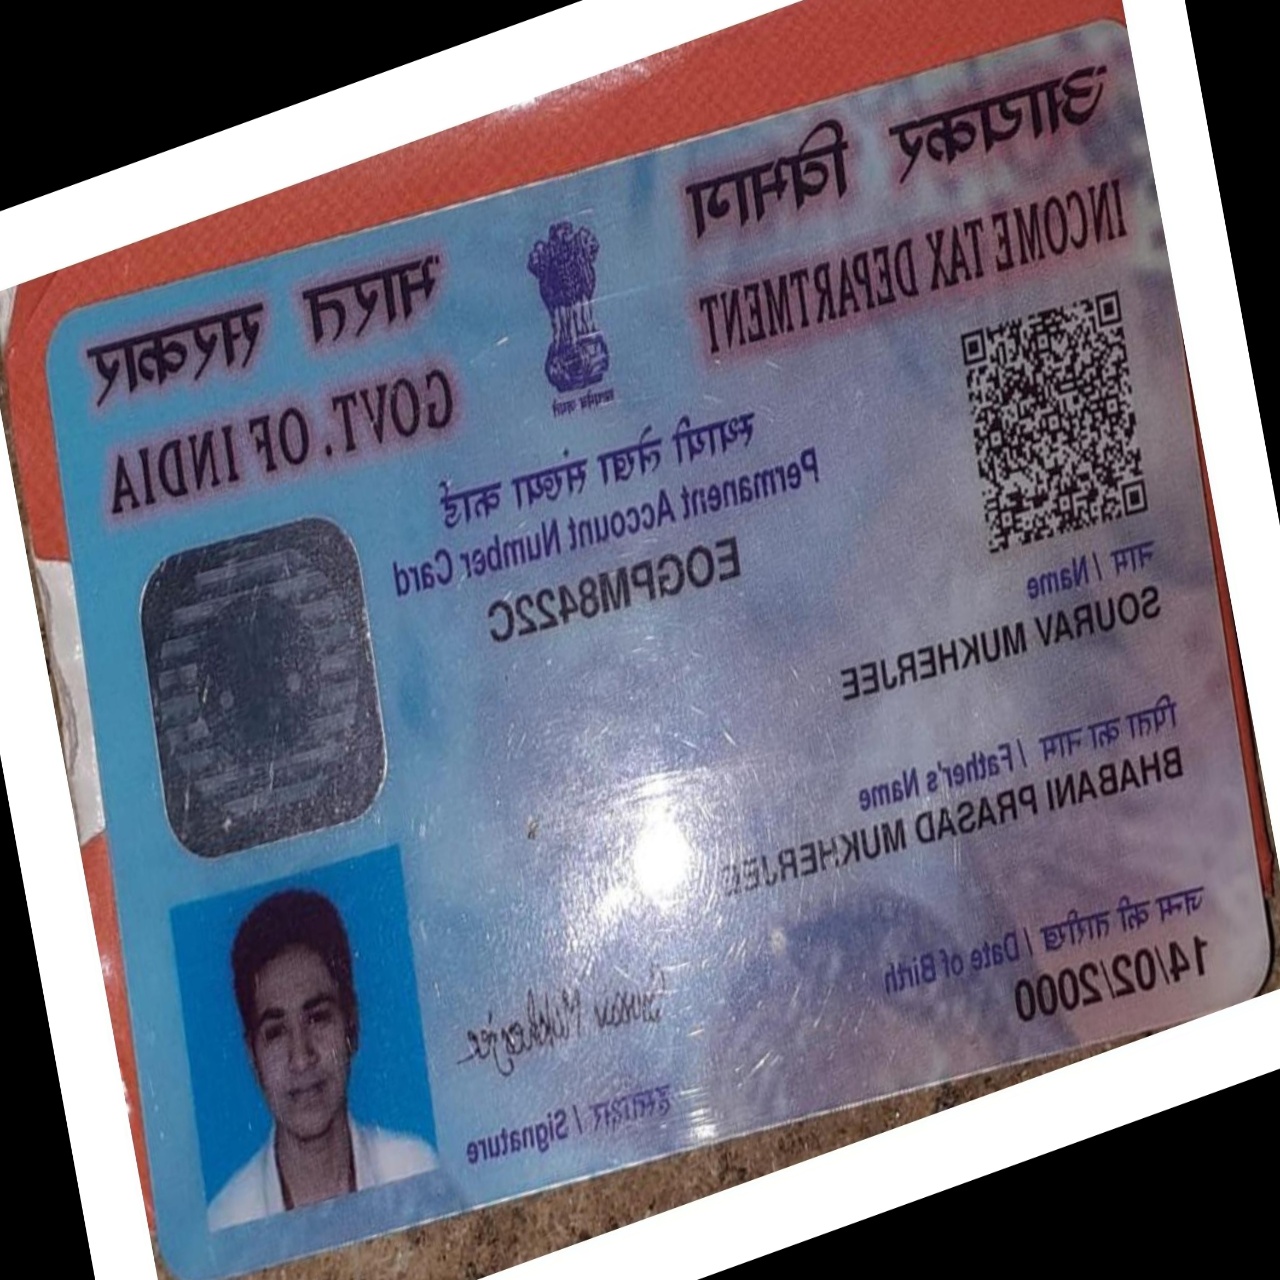 आयकर विभाग
INCOME TAX DEPARTMENT
सत्यमेव जयते
भारत सरकार
GOVT. OF INDIA
स्थायी लेखा संख्या कार्ड
Permanent Account Number Card
EOGPM8422C
नाम / Name
SOURAV MUKHERJEE
पिता का नाम / Father's Name
BHABANI PRASAD MUKHERJEE
जन्म की तारीख / Date of Birth
14/02/2000
Sourav Mukherjee
हस्ताक्षर / Signature